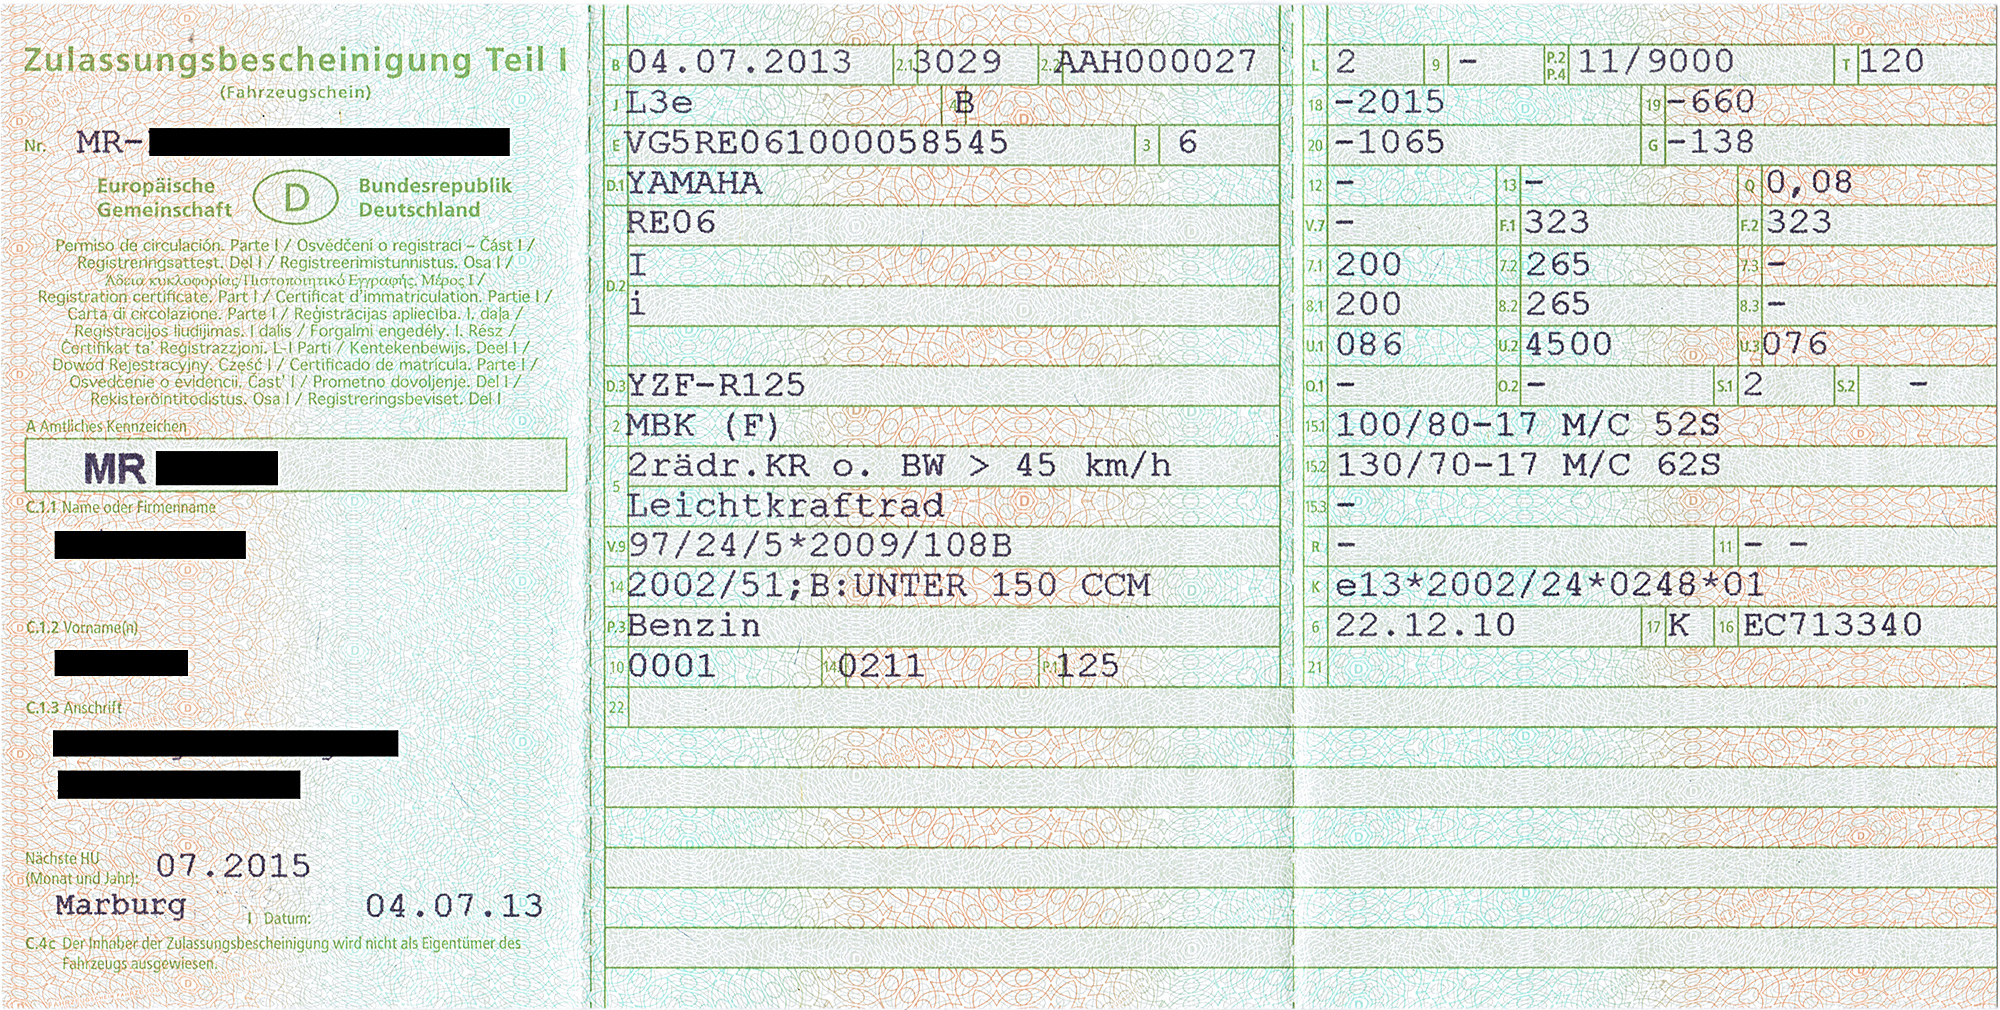 Zulassungsbescheinigung Teil I
(Fahrzeugschein)
Nr. MR-
Europäische Gemeinschaft D Bundesrepublik Deutschland
Permiso de circulación. Parte I / Osvědčení o registraci – Část I /
Registreringsattest. Del I / Registreerimistunnistus. Osa I /
Άδεια κυκλοφορίας/Πιστοποιητικό Εγγραφής. Μέρος I /
Registration certificate. Part I / Certificat d'immatriculation. Partie I /
Carta di circolazione. Parte I / Reģistrācijas apliecība. I. daļa /
Registracijos liudijimas. I dalis / Forgalmi engedély. I. Rész /
Ċertifikat ta' Reġistrazzjoni. L-I Parti / Kentekenbewijs. Deel I /
Dowód Rejestracyjny. Część I / Certificado de matrícula. Parte I /
Osvedčenie o evidencii. Časť I / Prometno dovoljenje. Del I /
Rekisteröintitodistus. Osa I / Registreringsbeviset. Del I
A Amtliches Kennzeichen
MR
C.1.1 Name oder Firmenname
C.1.2 Vorname(n)
C.1.3 Anschrift
Nächste HU
(Monat und Jahr): 07.2015
Marburg I Datum: 04.07.13
C.4c Der Inhaber der Zulassungsbescheinigung wird nicht als Eigentümer des
Fahrzeugs ausgewiesen.
B 04.07.2013 2.1 3029 2.2 AAH000027
J L3e 4 B
E VG5RE061000058545 3 6
D.1 YAMAHA
RE06
D.2 I
i
D.3 YZF-R125
2 MBK (F)
5 2rädr.KR o. BW > 45 km/h
Leichtkraftrad
V.9 97/24/5*2009/108B
14 2002/51;B:UNTER 150 CCM
P.3 Benzin
10 0001 14.1 0211 P.1 125
22
L 2 9 - P.2 P.4 11/9000 T 120
18 -2015 19 -660
20 -1065 G -138
12 - 13 - Q 0,08
V.7 - F.1 323 F.2 323
7.1 200 7.2 265 7.3 -
8.1 200 8.2 265 8.3 -
U.1 086 U.2 4500 U.3 076
O.1 - O.2 - S.1 2 S.2 -
15.1 100/80-17 M/C 52S
15.2 130/70-17 M/C 62S
15.3 -
R - 11 - -
K e13*2002/24*0248*01
6 22.12.10 17 K 16 EC713340
21